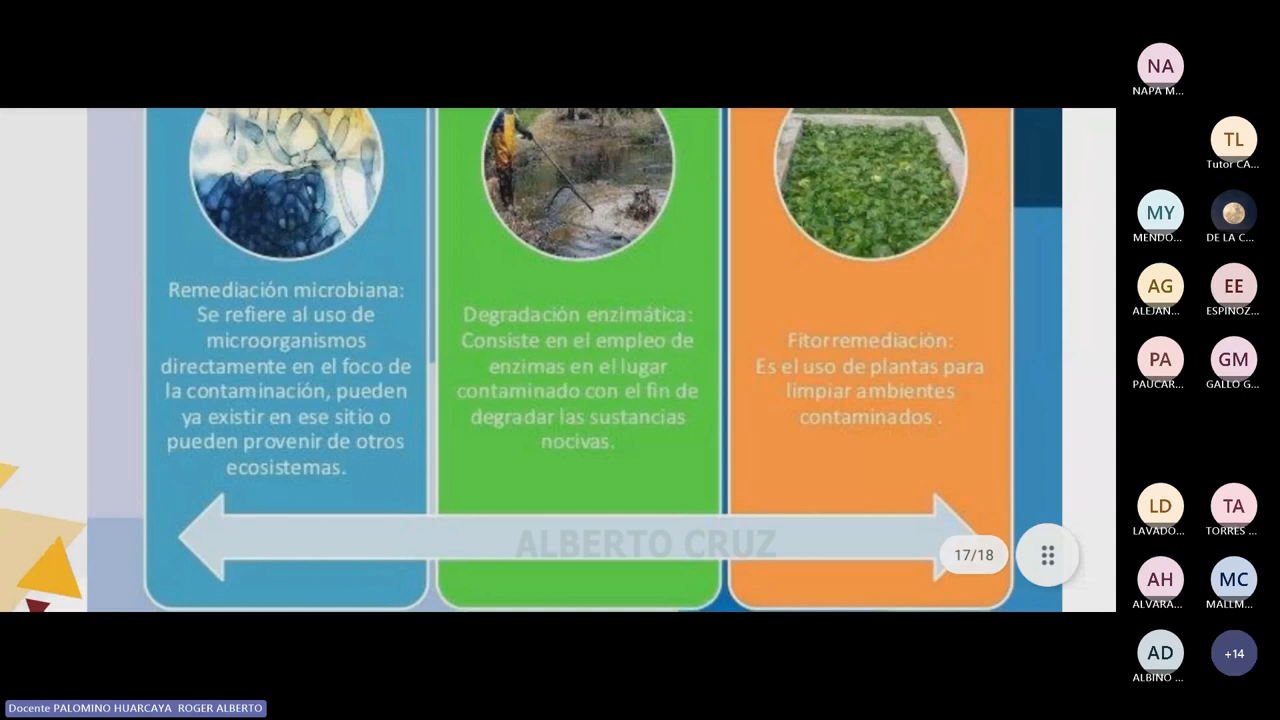 Remediación microbiana:
Se refiere al uso de
microorganismos
directamente en el foco de
la contaminación, pueden
ya existir en ese sitio o
pueden provenir de otros
ecosistemas.
Degradación enzimática:
Consiste en el empleo de
enzimas en el lugar
contaminado con el fin de
degradar las sustancias
nocivas.
Fitorremediación:
Es el uso de plantas para
limpiar ambientes
contaminados .
ALBERTO CRUZ
17/18
NA
NAPA M...
TL
Tutor CA...
MY
MENDO...
DE LA C...
AG
ALEJAN...
EE
ESPINOZ...
PA
PAUCAR...
GM
GALLO G...
LD
LAVADO...
TA
TORRES ...
AH
ALVARA...
MC
MALLM...
AD
ALBINO ...
+14
Docente PALOMINO HUARCAYA ROGER ALBERTO